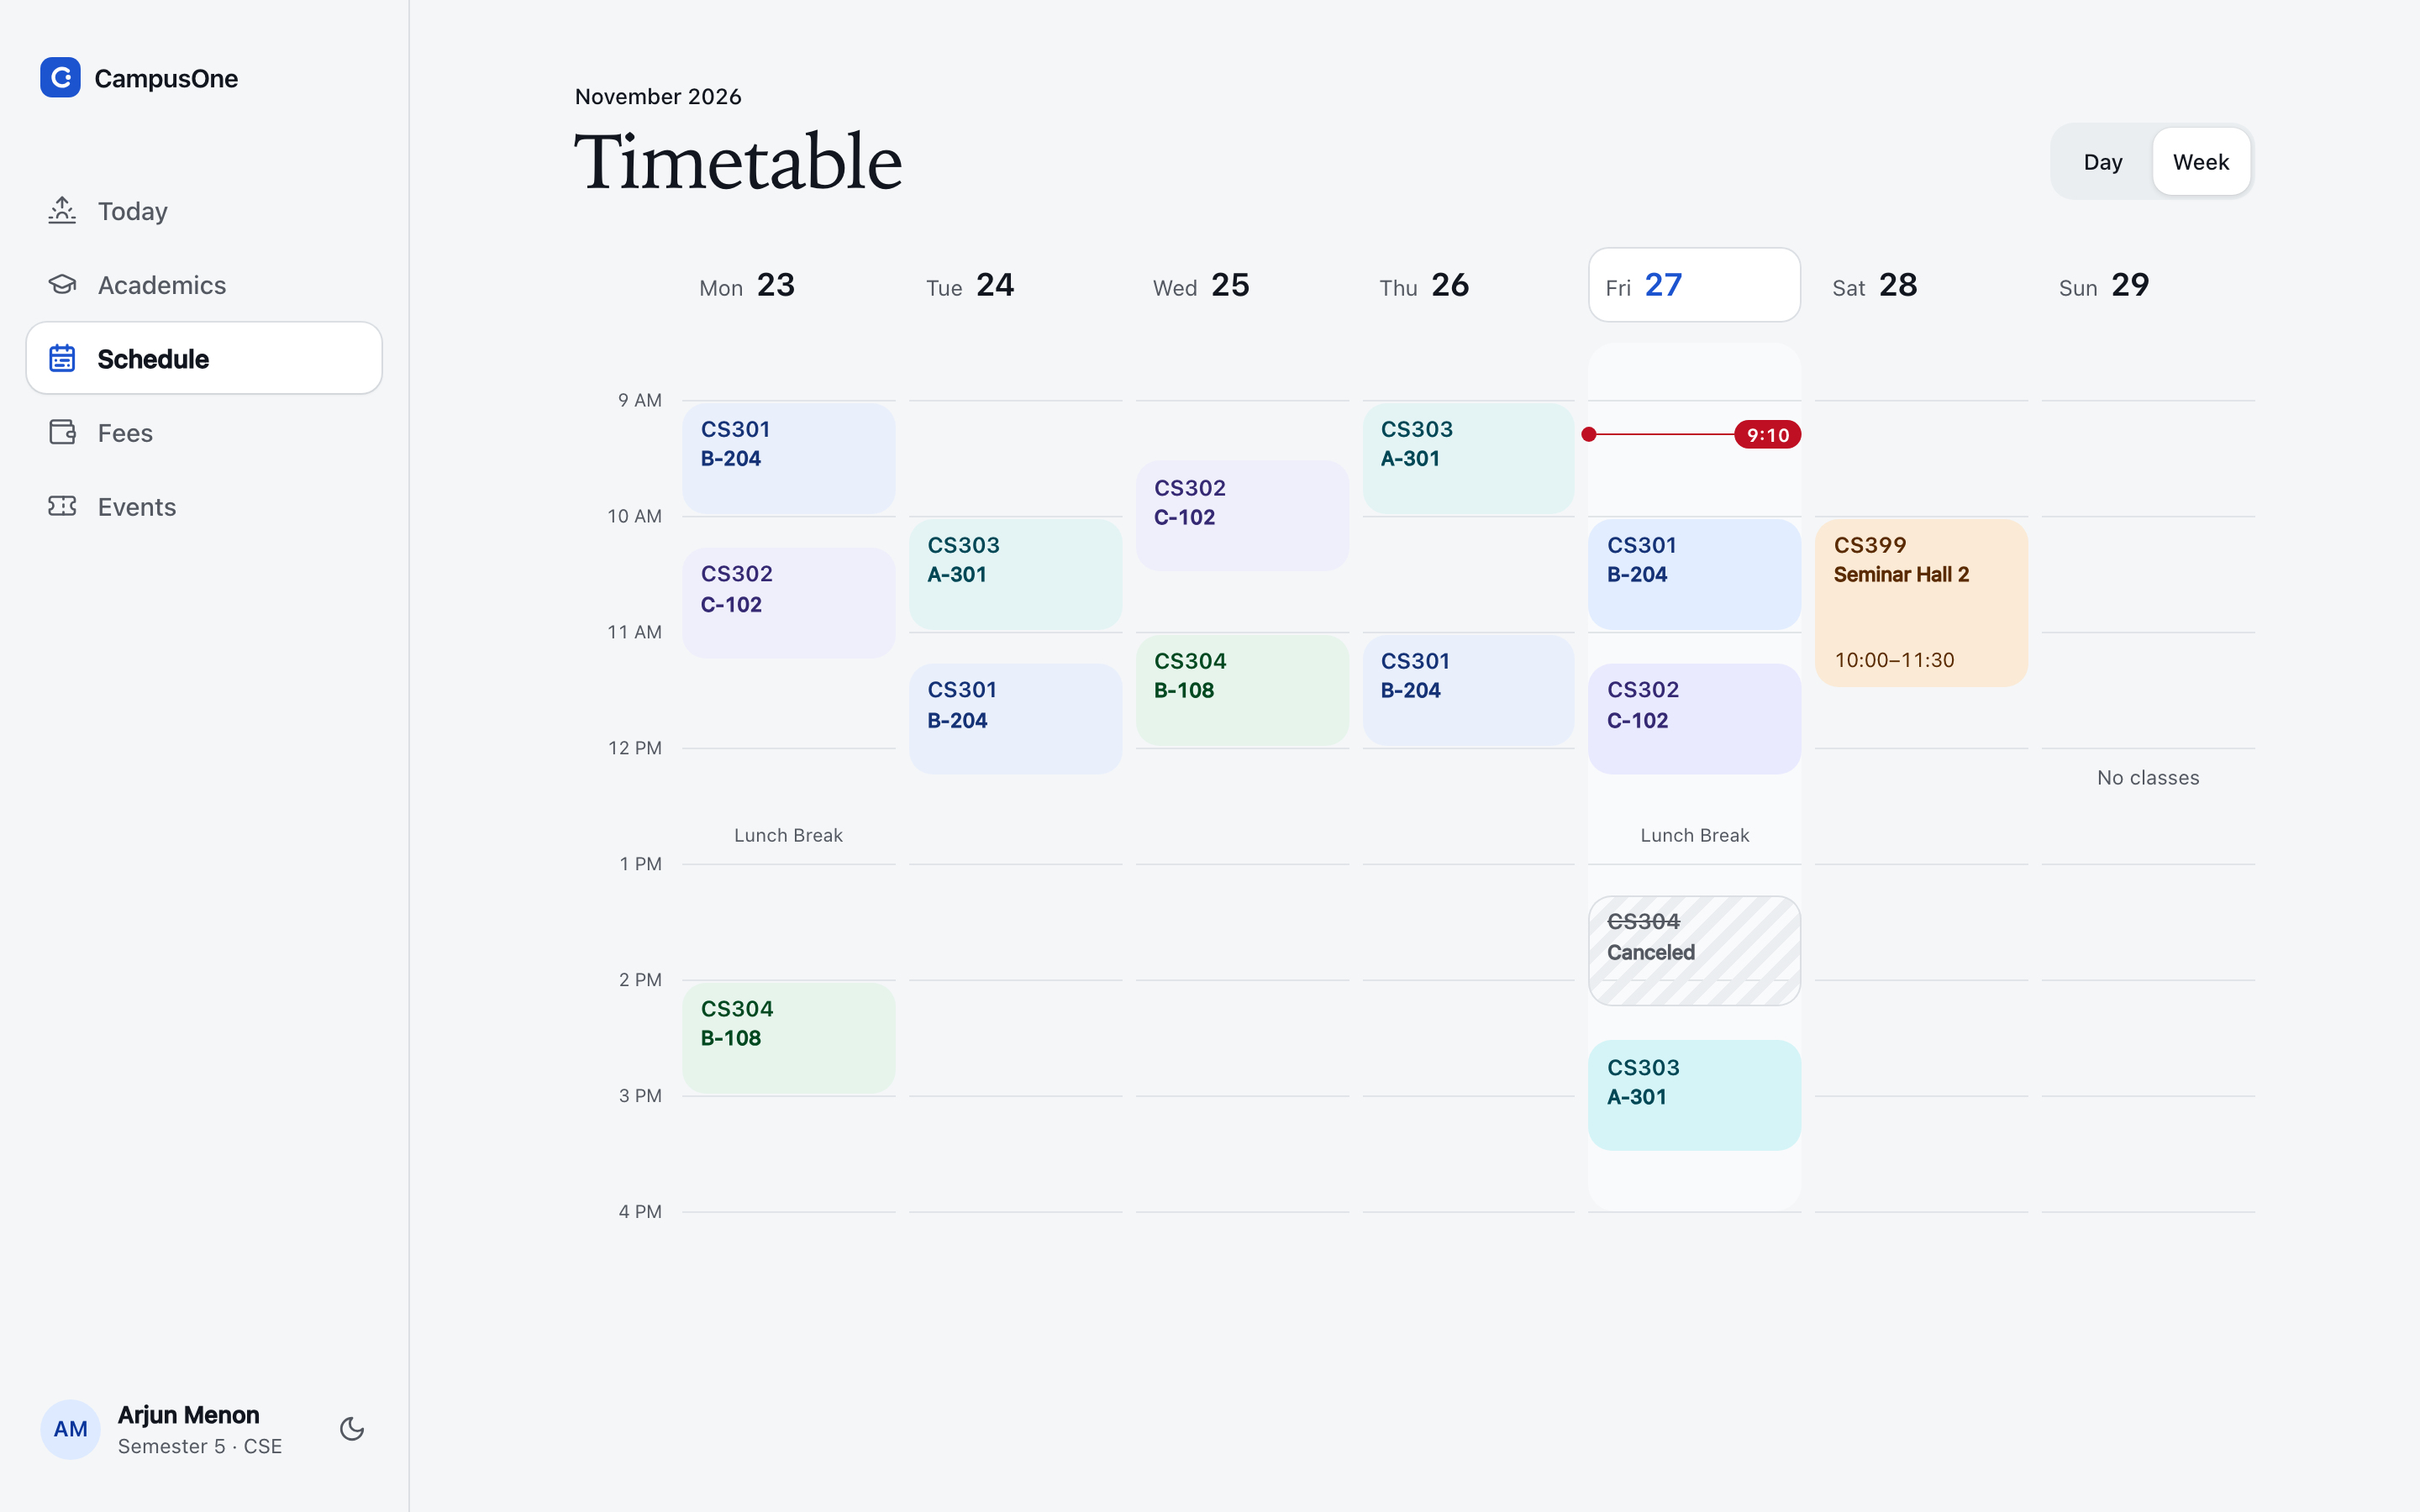 CampusOne
Today
Academics
Schedule
Fees
Events
AM
Arjun Menon
Semester 5 · CSE
November 2026
Timetable
Day
Week
Mon 23
Tue 24
Wed 25
Thu 26
Fri 27
Sat 28
Sun 29
9 AM
10 AM
11 AM
12 PM
1 PM
2 PM
3 PM
4 PM
CS301
B-204
CS302
C-102
Lunch Break
CS304
B-108
CS303
A-301
CS301
B-204
CS302
C-102
CS304
B-108
CS303
A-301
CS301
B-204
9:10
CS301
B-204
CS302
C-102
Lunch Break
CS304
Canceled
CS303
A-301
CS399
Seminar Hall 2
10:00–11:30
No classes